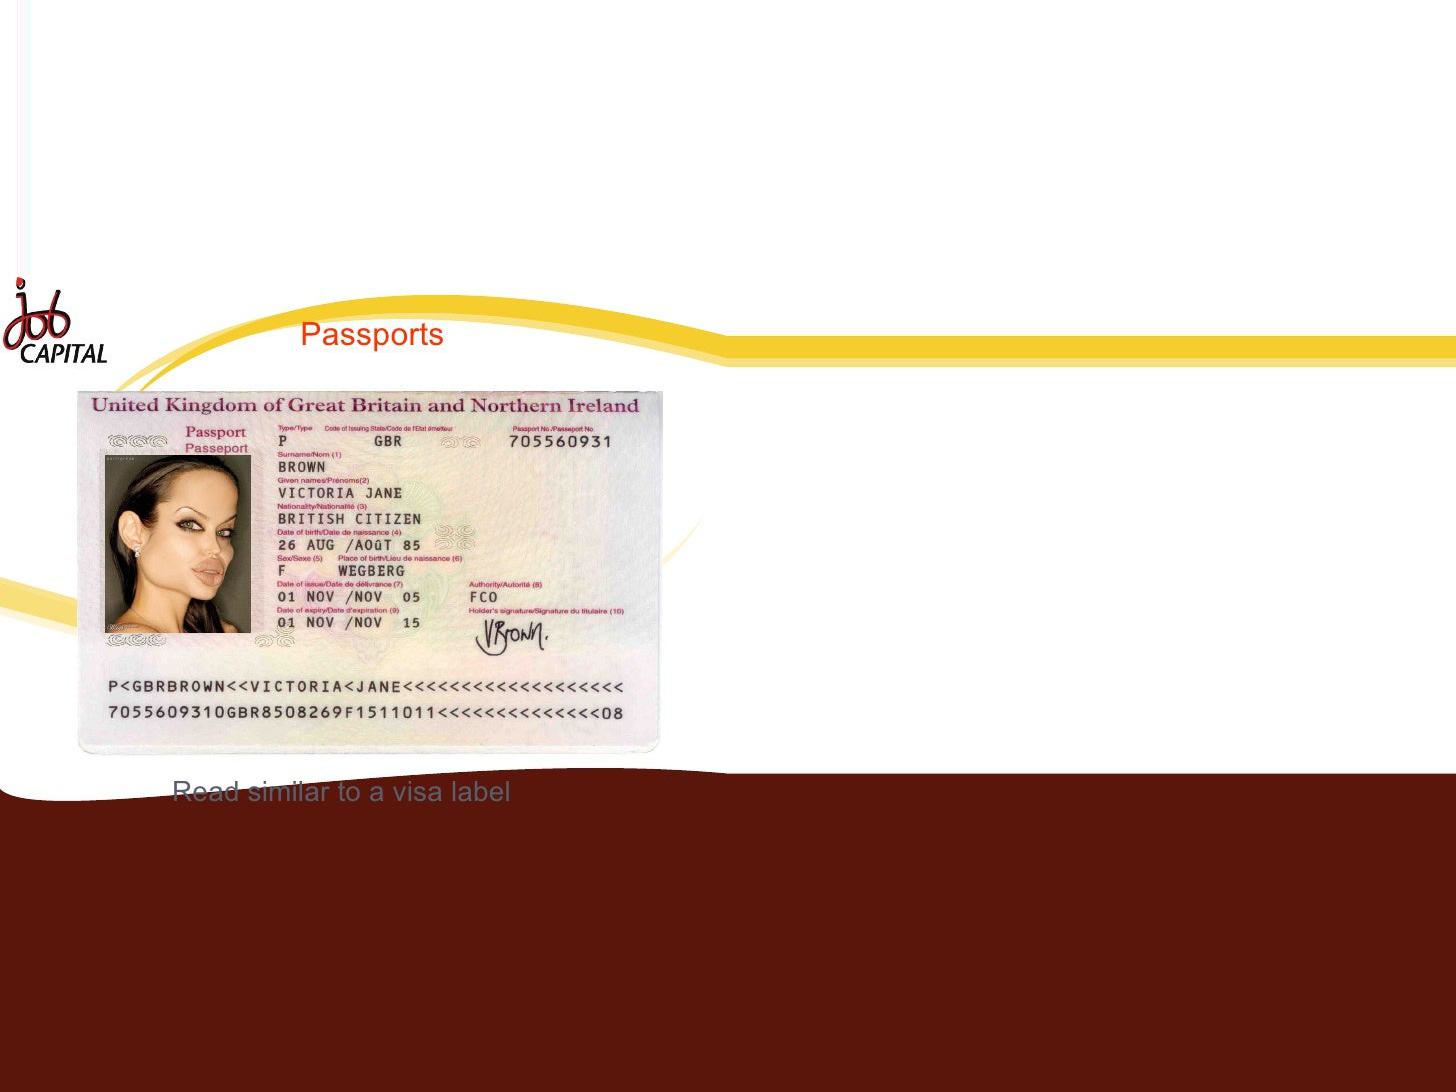 job
CAPITAL
Passports
United Kingdom of Great Britain and Northern Ireland
Passport
Passeport
Type/Type Code of Issuing State/Code de l'Etat émetteur Passport No./Passeport No.
P GBR 705560931
Surname/Nom (1)
BROWN
Given names/Prénoms(2)
VICTORIA JANE
Nationality/Nationalité (3)
BRITISH CITIZEN
Date of birth/Date de naissance (4)
26 AUG /AOûT 85
Sex/Sexe (5) Place of birth/Lieu de naissance (6)
F WEGBERG
Date of issue/Date de délivrance (7) Authority/Autorité (8)
01 NOV /NOV 05 FCO
Date of expiry/Date d'expiration (9) Holder's signature/Signature du titulaire (10)
01 NOV /NOV 15 VBrown.
P<GBRBROWN<<VICTORIA<JANE<<<<<<<<<<<<<<<<<<<
7055609310GBR8508269F1511011<<<<<<<<<<<<<<08
Read similar to a visa label